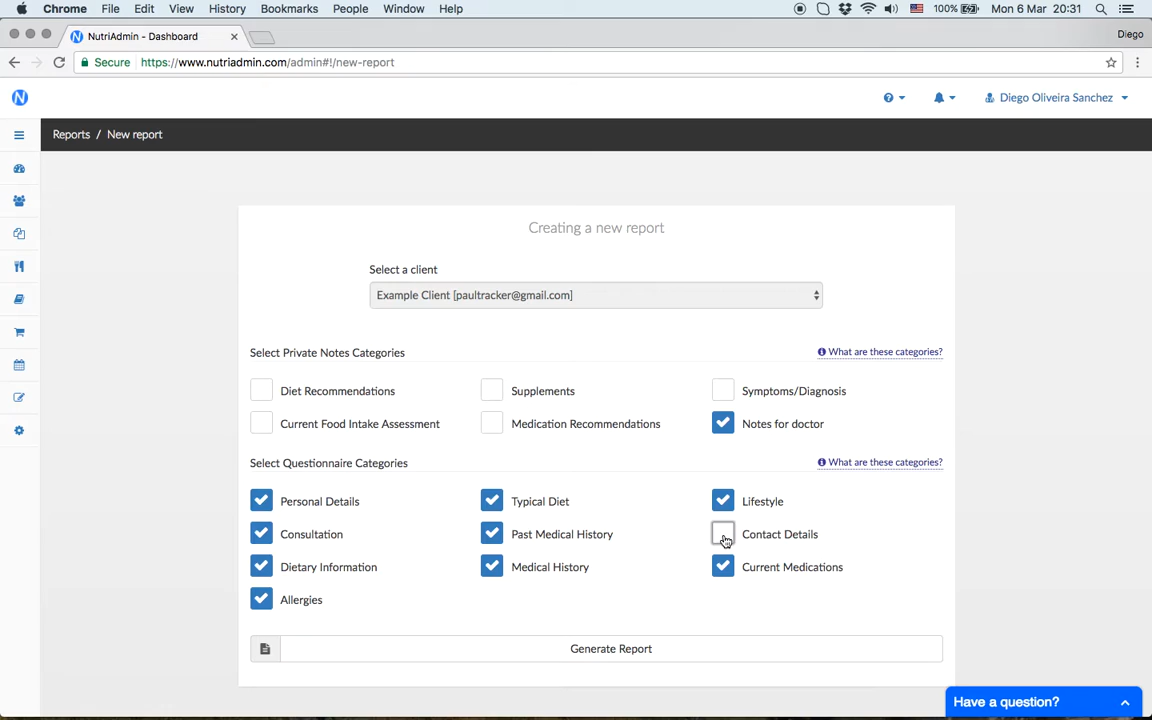 Chrome File Edit View History Bookmarks People Window Help 100% Mon 6 Mar 20:31
NutriAdmin - Dashboard Diego
Secure https://www.nutriadmin.com/admin#!/new-report
N Diego Oliveira Sanchez
Reports / New report
Creating a new report
Select a client
Example Client [paultracker@gmail.com]
Select Private Notes Categories What are these categories?
Diet Recommendations Supplements Symptoms/Diagnosis
Current Food Intake Assessment Medication Recommendations Notes for doctor
Select Questionnaire Categories What are these categories?
Personal Details Typical Diet Lifestyle
Consultation Past Medical History Contact Details
Dietary Information Medical History Current Medications
Allergies
Generate Report
Have a question?